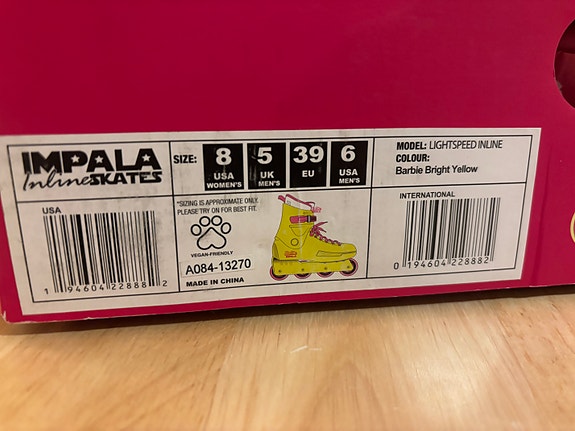 IMPALA
Inline SKATES
SIZE:
8
USA
WOMEN'S
5
UK
MEN'S
39
EU
6
USA
MEN'S
MODEL: LIGHTSPEED INLINE
COLOUR:
Barbie Bright Yellow
USA
1 94604 22888 2
*SIZING IS APPROXIMATE ONLY.
PLEASE TRY ON FOR BEST FIT.
VEGAN-FRIENDLY
A084-13270
MADE IN CHINA
INTERNATIONAL
0 194604 228882